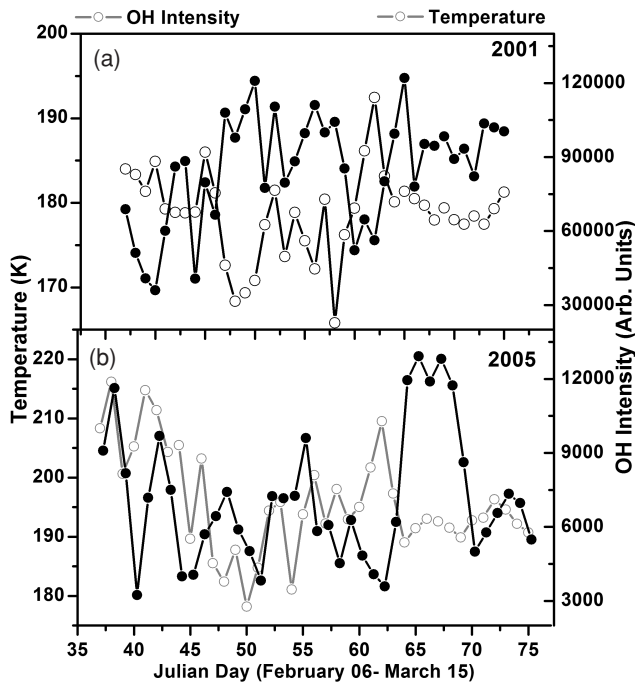 OH Intensity
Temperature
200
190
180
170
(a)
2001
120000
90000
60000
30000
Temperature (K)
OH Intensity (Arb. Units)
220
210
200
190
180
(b)
2005
12000
9000
6000
3000
35 40 45 50 55 60 65 70 75
Julian Day (February 06- March 15)